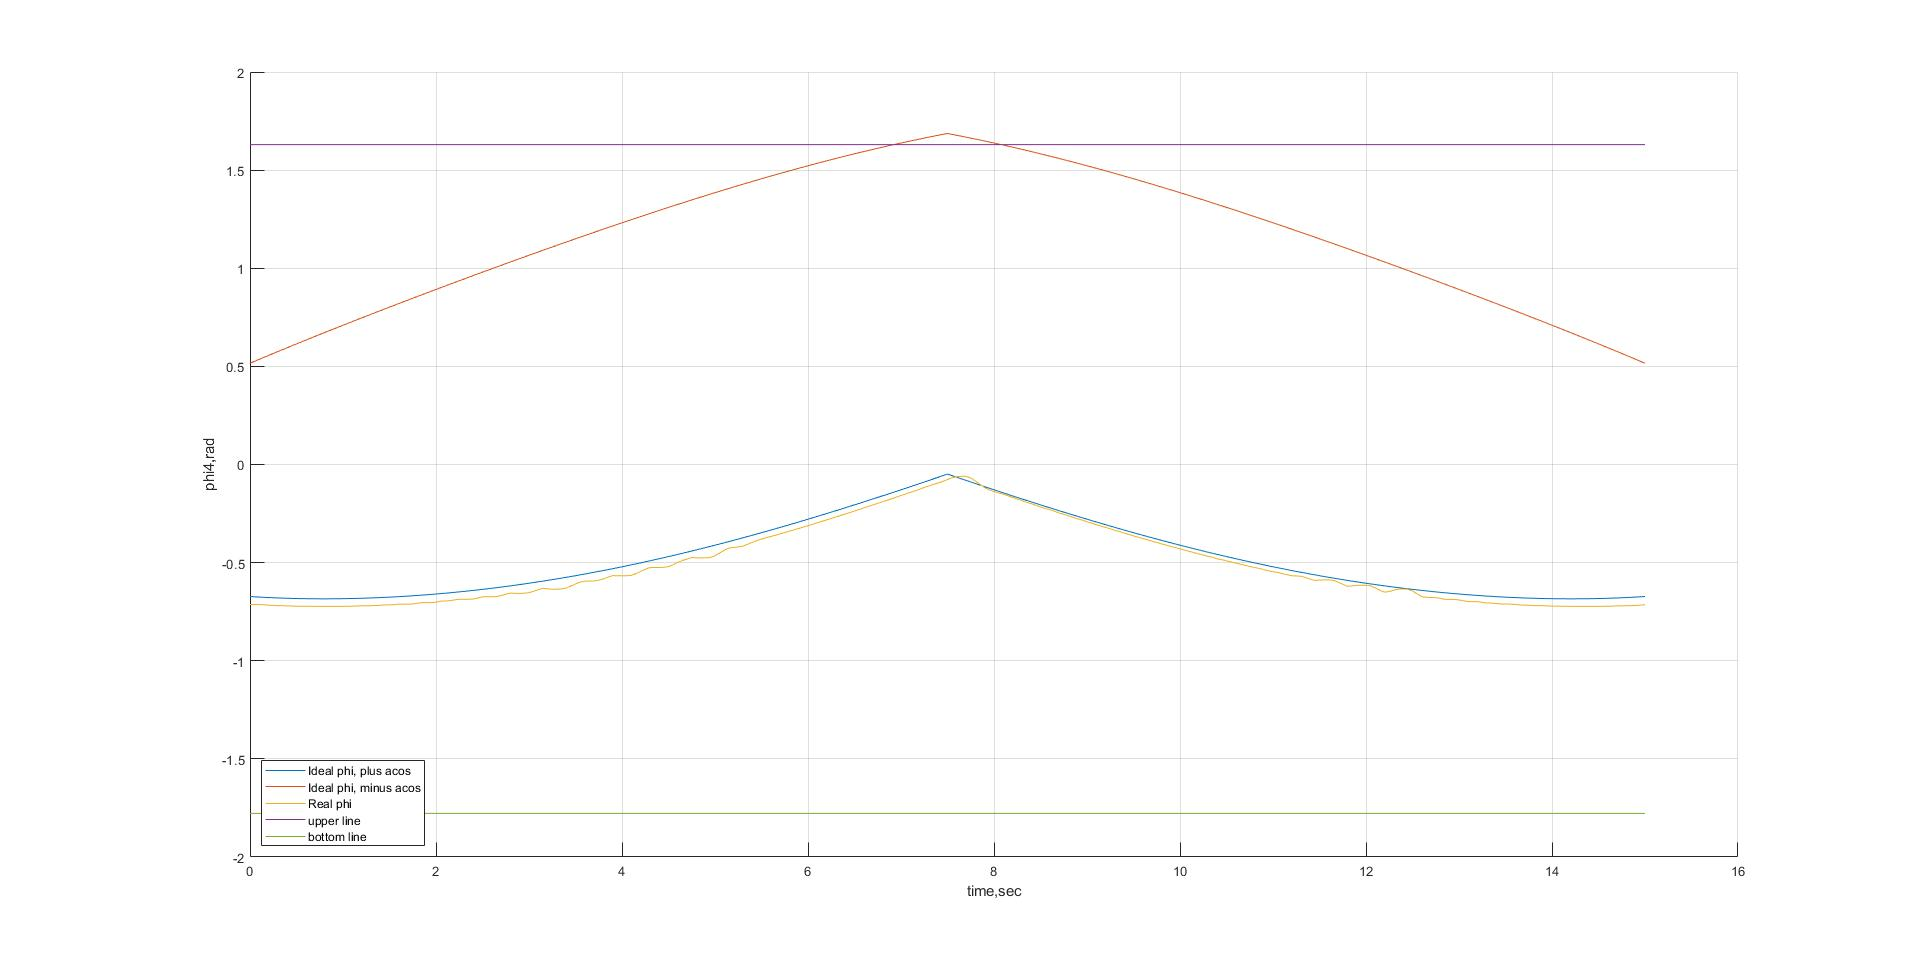 2
1.5
1
0.5
0
-0.5
-1
-1.5
-2
phi4,rad
Ideal phi, plus acos
Ideal phi, minus acos
Real phi
upper line
bottom line
0 2 4 6 8 10 12 14 16
time,sec